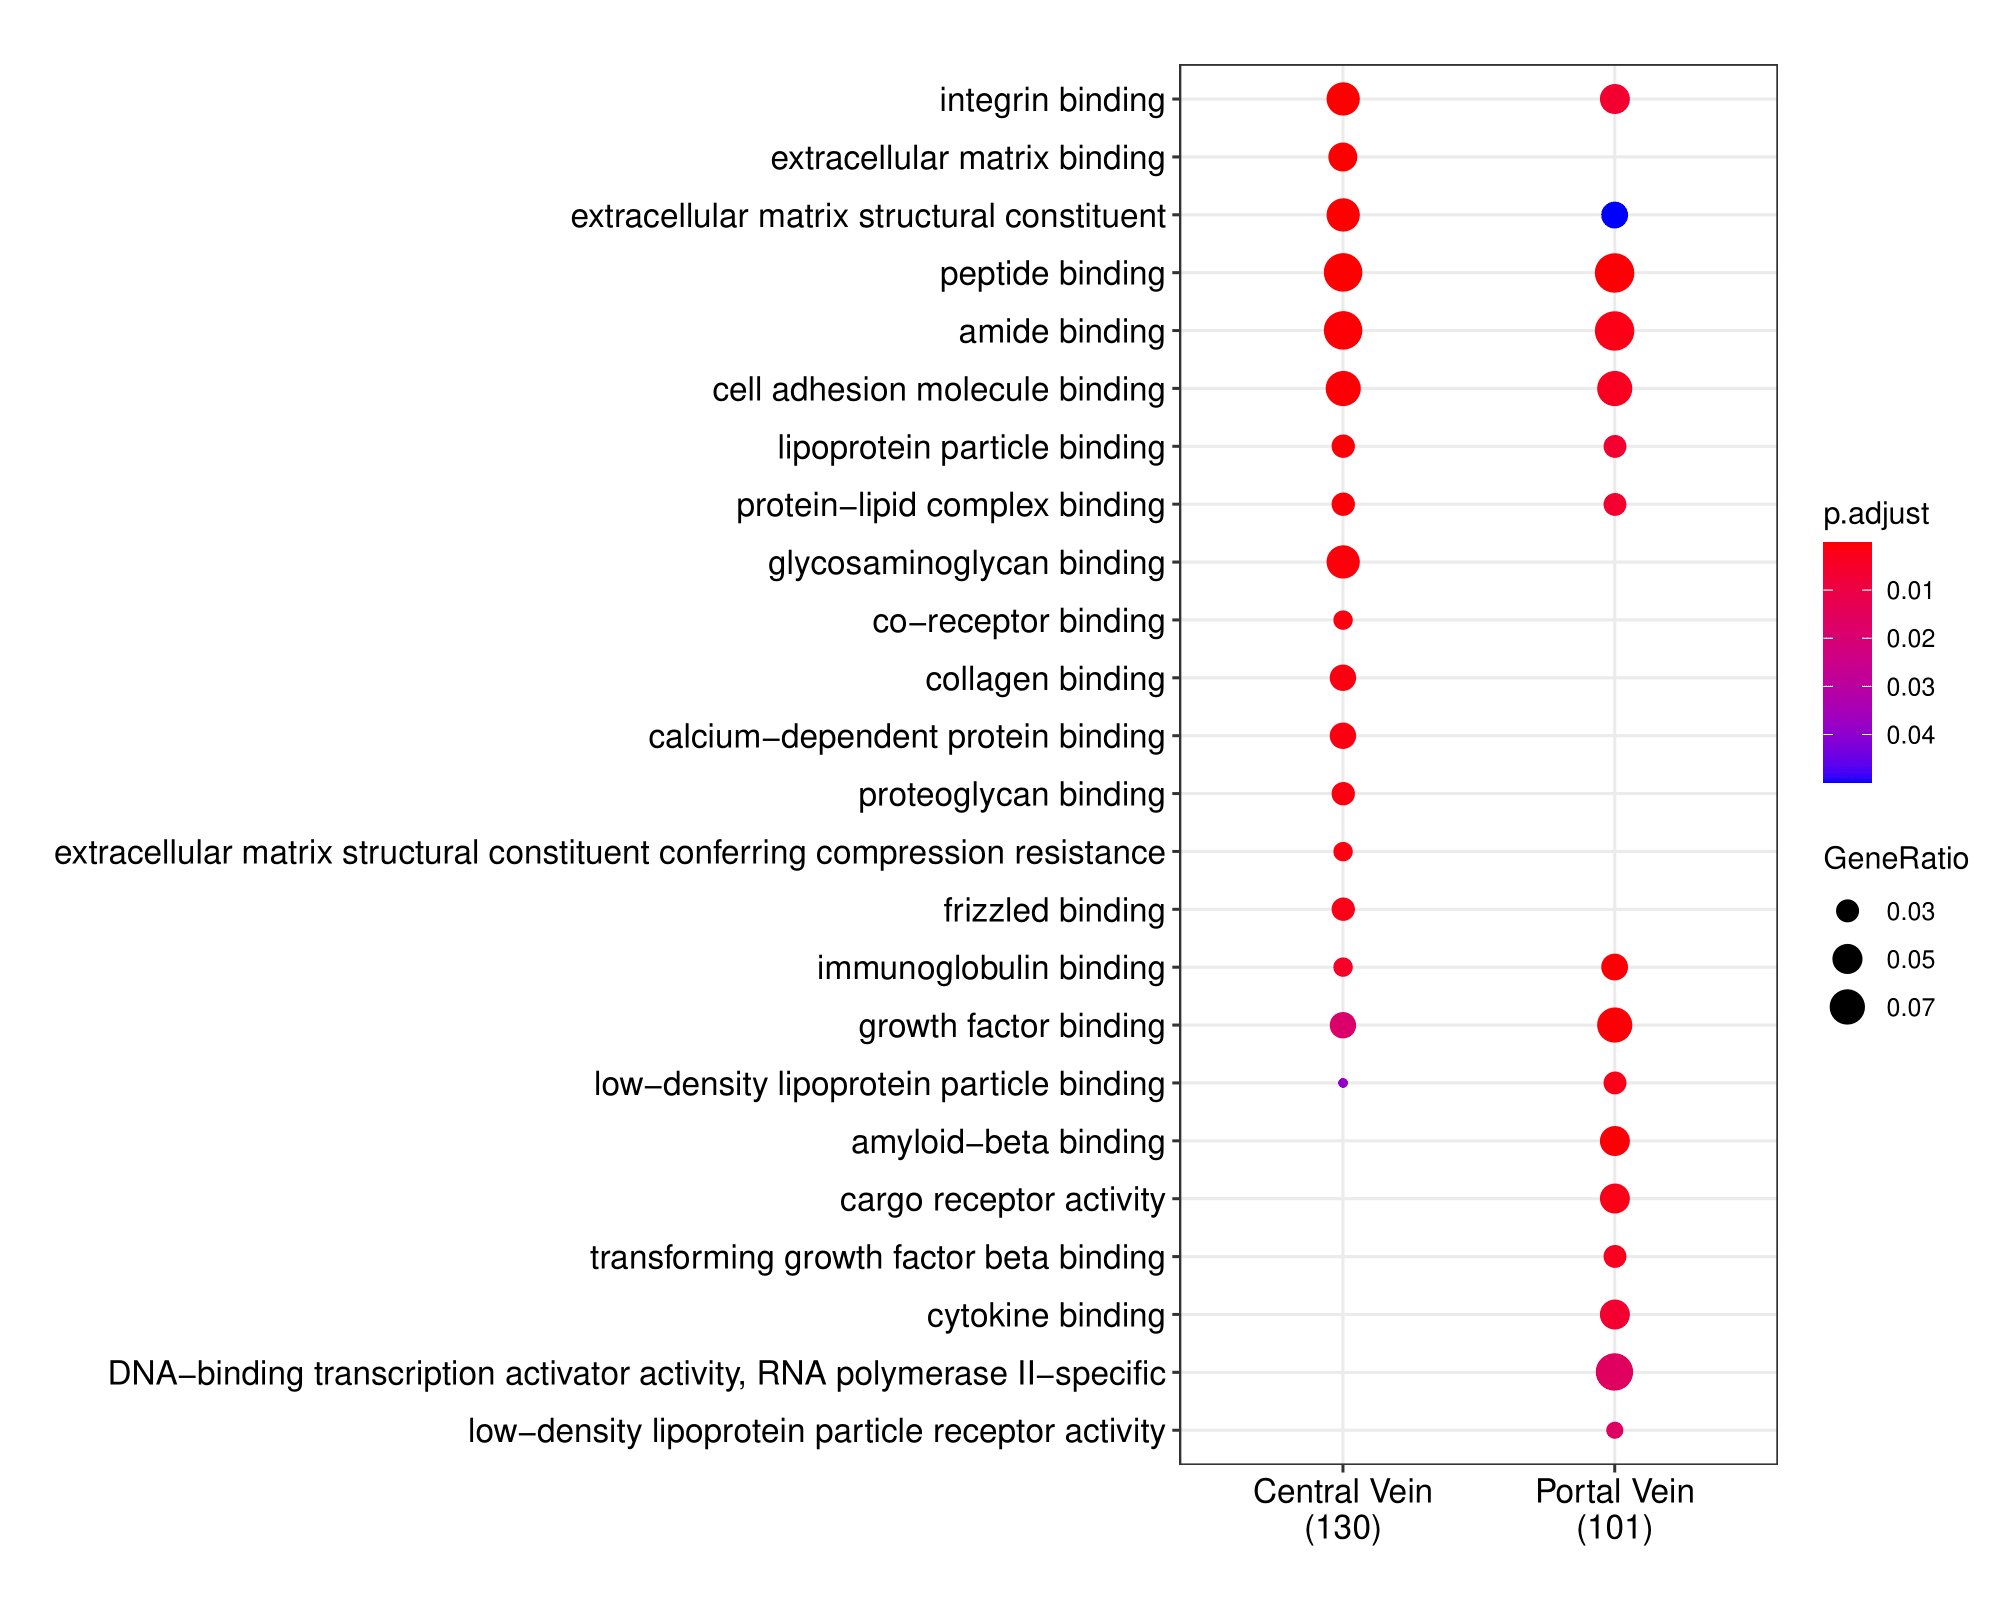 integrin binding
extracellular matrix binding
extracellular matrix structural constituent
peptide binding
amide binding
cell adhesion molecule binding
lipoprotein particle binding
protein−lipid complex binding
glycosaminoglycan binding
co−receptor binding
collagen binding
calcium−dependent protein binding
proteoglycan binding
extracellular matrix structural constituent conferring compression resistance
frizzled binding
immunoglobulin binding
growth factor binding
low−density lipoprotein particle binding
amyloid−beta binding
cargo receptor activity
transforming growth factor beta binding
cytokine binding
DNA−binding transcription activator activity, RNA polymerase II−specific
low−density lipoprotein particle receptor activity
Central Vein
(130)
Portal Vein
(101)
p.adjust
0.01
0.02
0.03
0.04
GeneRatio
0.03
0.05
0.07